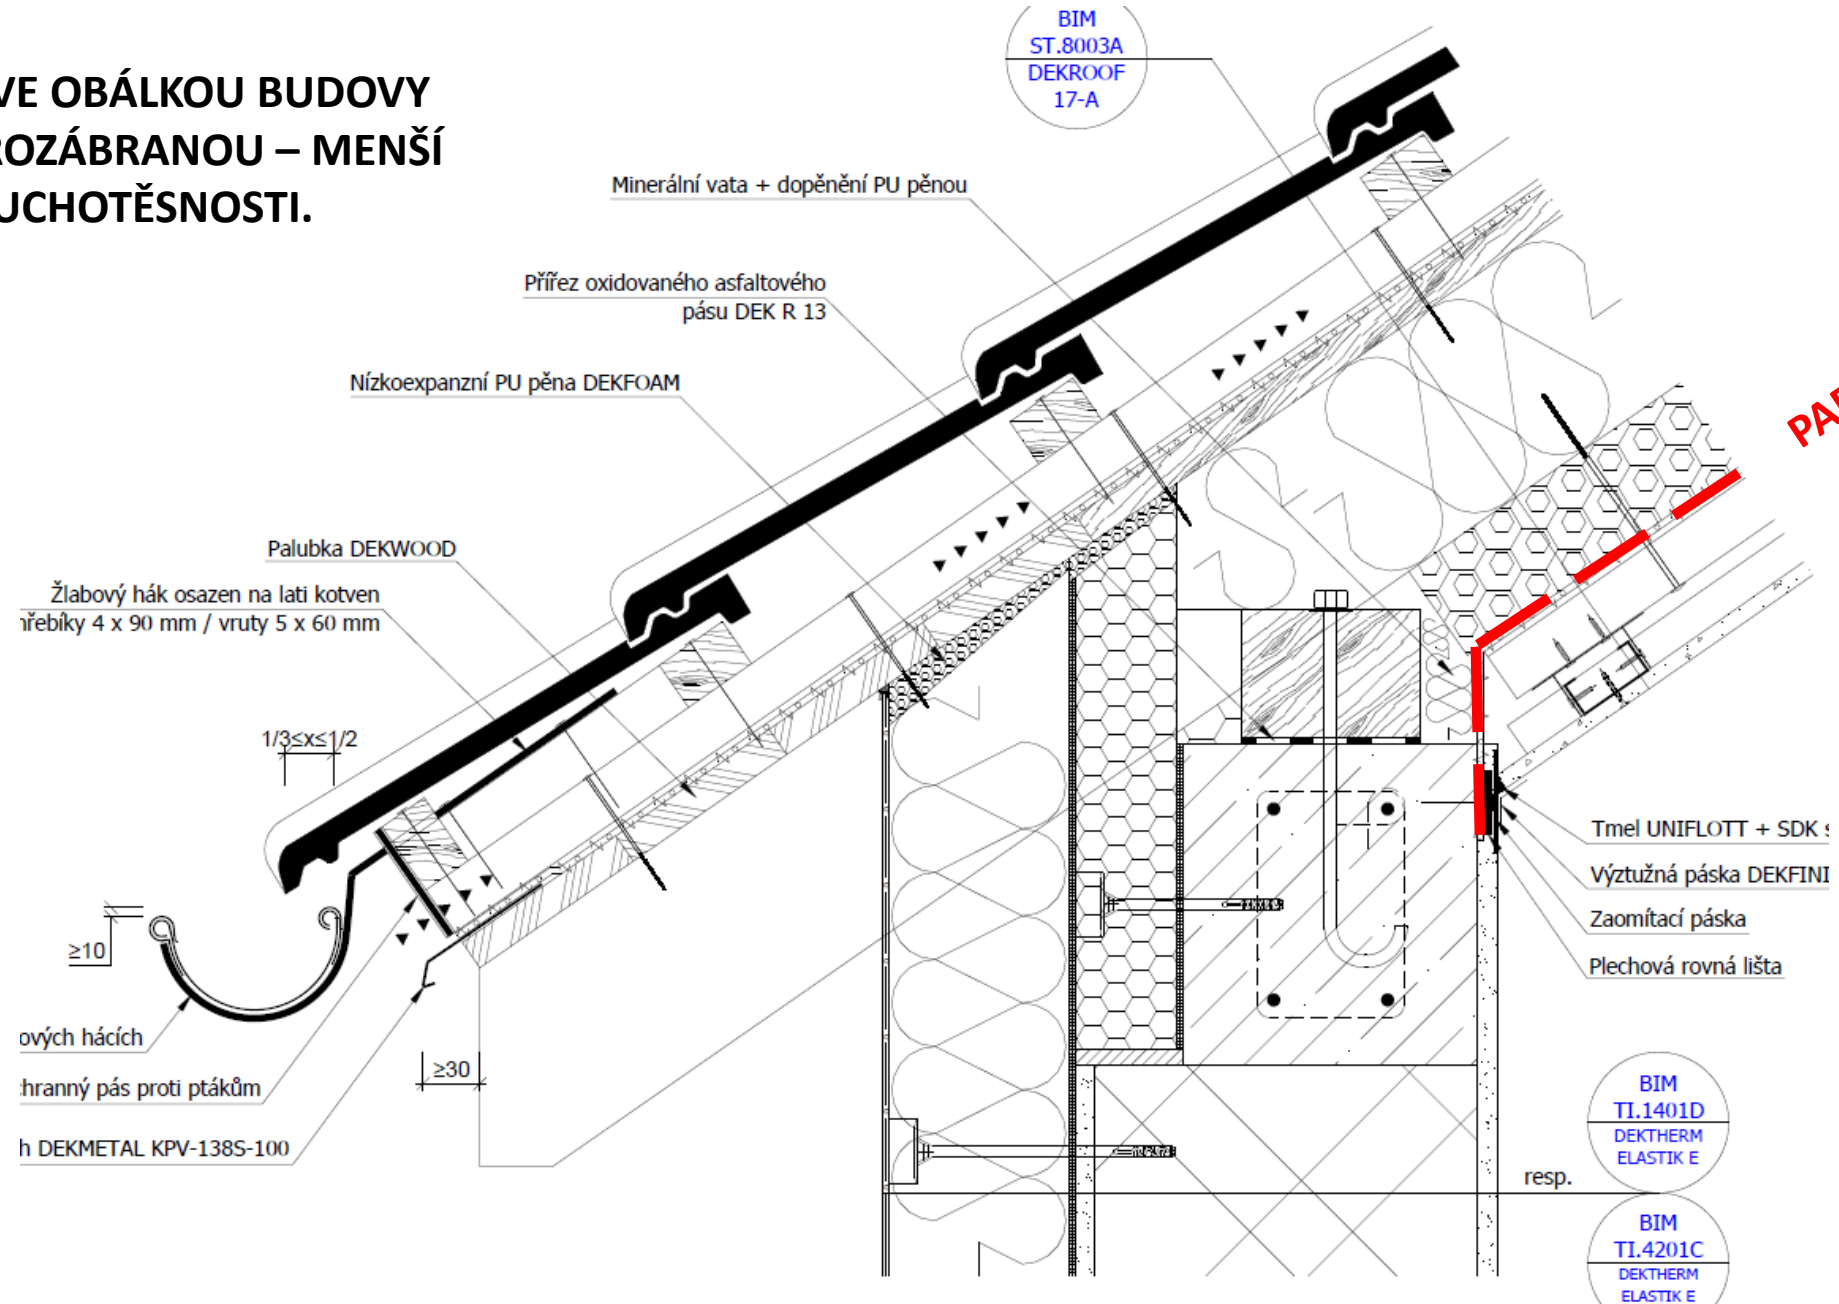 VE OBÁLKOU BUDOVY
ROZÁBRANOU – MENŠÍ
UCHOTĚSNOSTI.
BIM
ST.8003A
DEKROOF
17-A
Minerální vata + dopěnění PU pěnou
Přířez oxidovaného asfaltového
pásu DEK R 13
Nízkoexpanzní PU pěna DEKFOAM
Palubka DEKWOOD
Žlabový hák osazen na lati kotven
hřebíky 4 x 90 mm / vruty 5 x 60 mm
1/3≤x≤1/2
≥10
ových hácích
chranný pás proti ptákům
≥30
h DEKMETAL KPV-138S-100
Tmel UNIFLOTT + SDK s
Výztužná páska DEKFINI
Zaomítací páska
Plechová rovná lišta
BIM
TI.1401D
DEKTHERM
ELASTIK E
resp.
BIM
TI.4201C
DEKTHERM
ELASTIK E